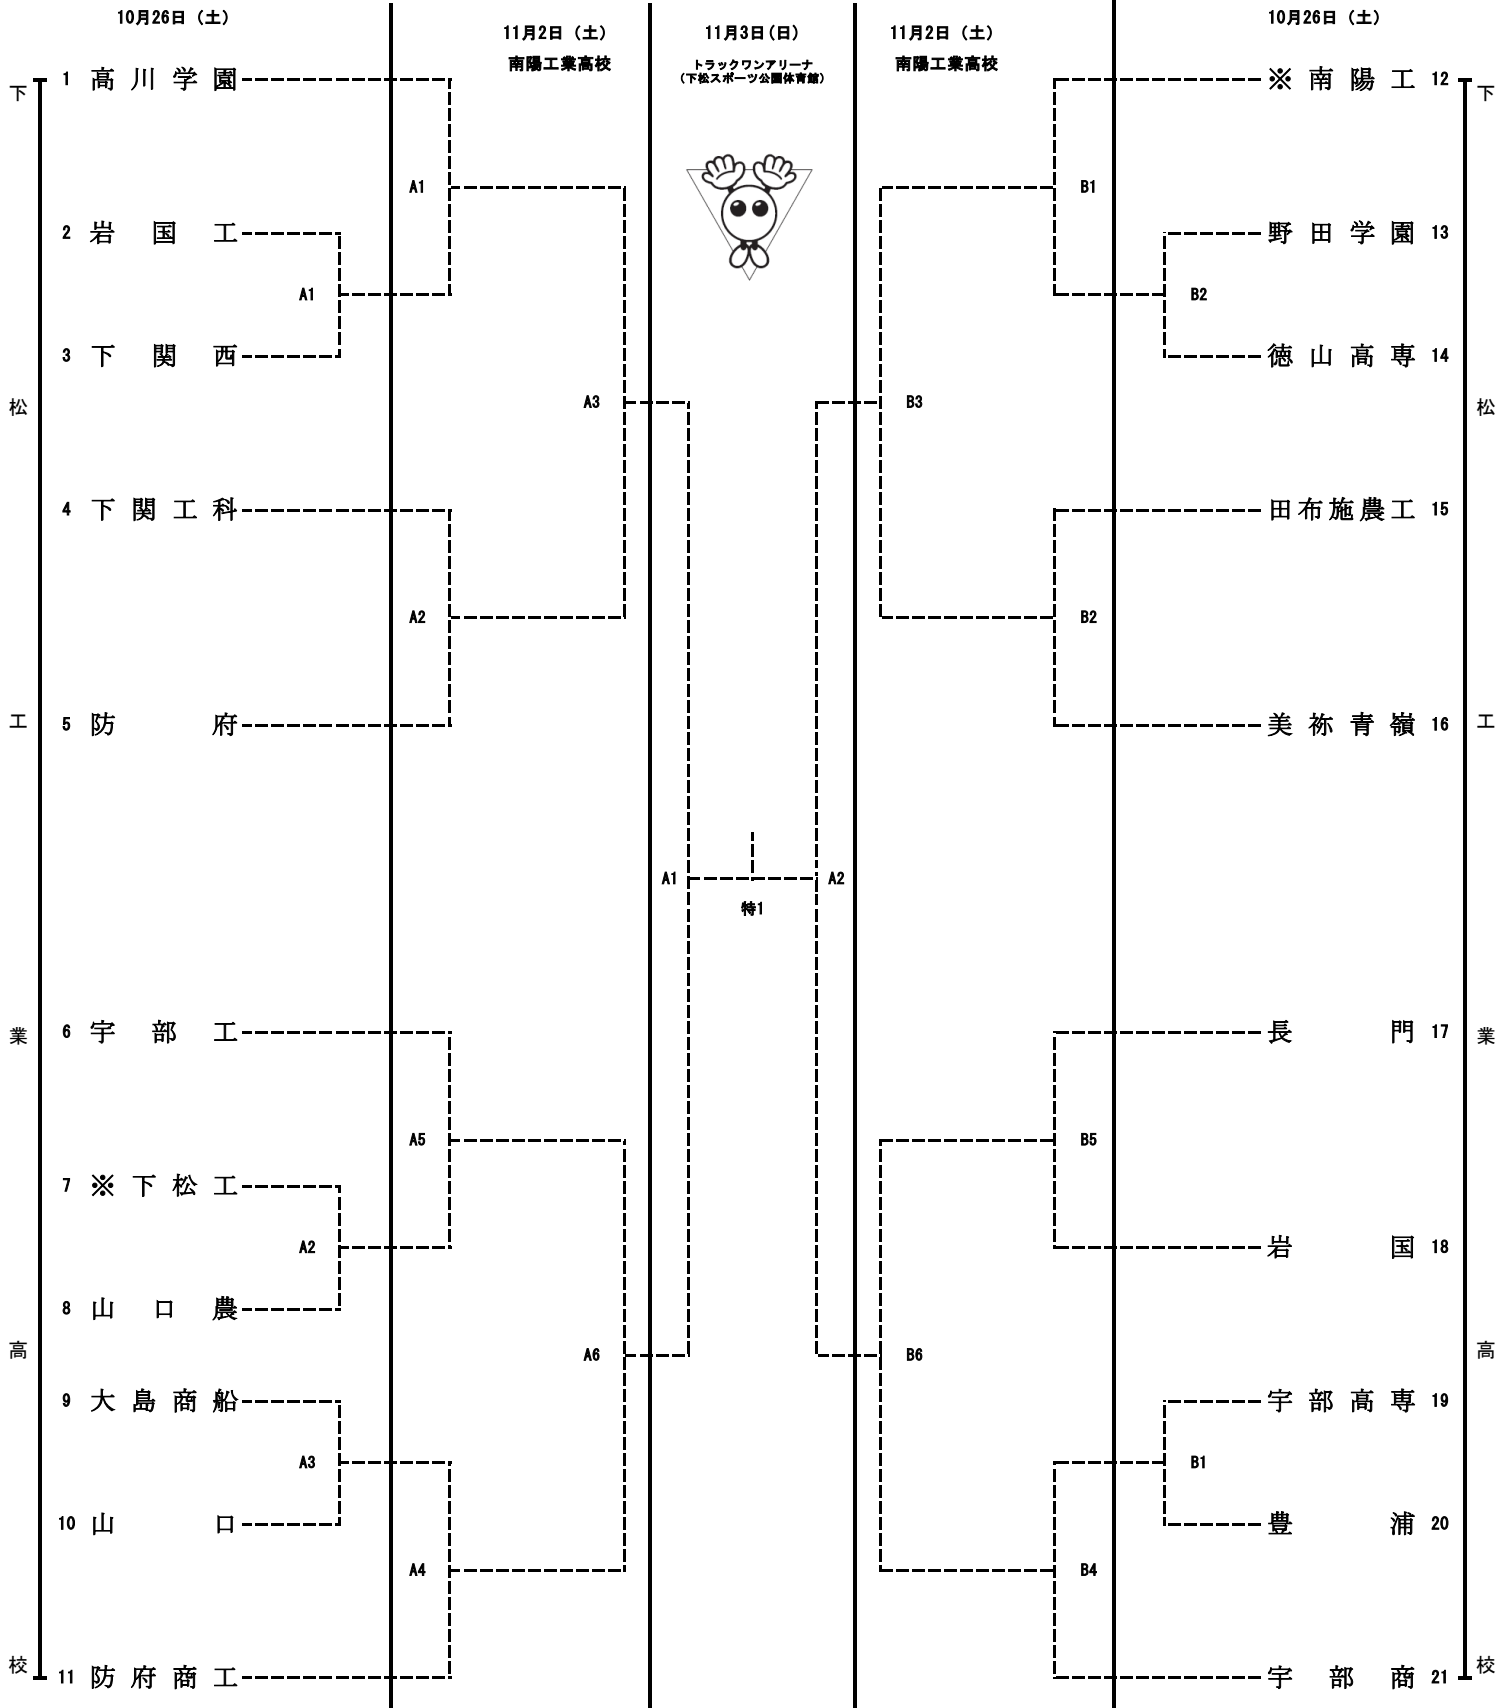 10月26日（土）
11月2日（土）
南陽工業高校
11月3日（日）
トラックワンアリーナ
（下松スポーツ公園体育館）
11月2日（土）
南陽工業高校
10月26日（土）
下松工業高校
1 高川学園
2 岩国工
3 下関西
4 下関工科
5 防府
6 宇部工
7 ※下松工
8 山口農
9 大島商船
10 山口
11 防府商工
A1
A2
A3
A1
A2
A5
A4
A3
A6
A1
特1
A2
B3
B6
B1
B2
B5
B4
B2
B1
※南陽工 12
野田学園 13
徳山高専 14
田布施農工 15
美祢青嶺 16
長門 17
岩国 18
宇部高専 19
豊浦 20
宇部商 21
下松工業高校